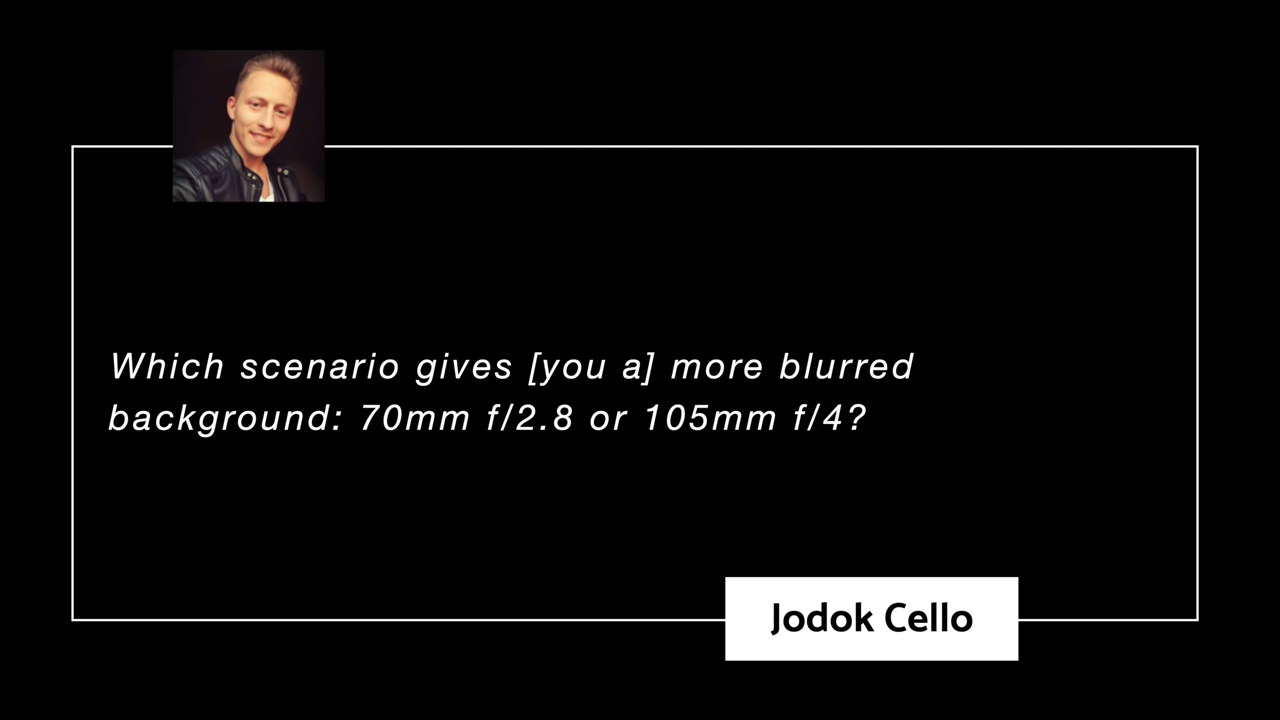 Which scenario gives [you a] more blurred
background: 70mm f/2.8 or 105mm f/4?
Jodok Cello